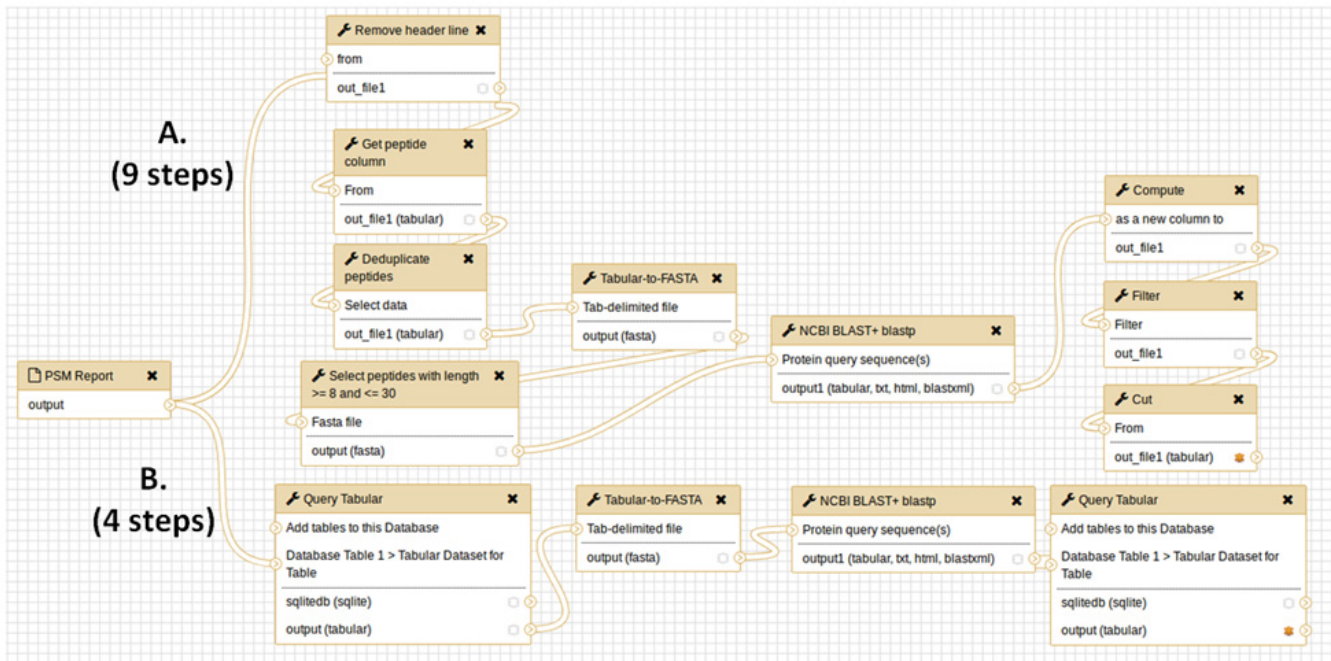 Remove header line
from
out_file1
A.
(9 steps)
Get peptide
column
From
out_file1 (tabular)
Deduplicate
peptides
Select data
out_file1 (tabular)
Tabular-to-FASTA
Tab-delimited file
output (fasta)
Select peptides with length
>= 8 and <= 30
Fasta file
output (fasta)
NCBI BLAST+ blastp
Protein query sequence(s)
output1 (tabular, txt, html, blastxml)
Compute
as a new column to
out_file1
Filter
Filter
out_file1
Cut
From
out_file1 (tabular)
PSM Report
output
B.
(4 steps)
Query Tabular
Add tables to this Database
Database Table 1 > Tabular Dataset for
Table
sqlitedb (sqlite)
output (tabular)
Tabular-to-FASTA
Tab-delimited file
output (fasta)
NCBI BLAST+ blastp
Protein query sequence(s)
output1 (tabular, txt, html, blastxml)
Query Tabular
Add tables to this Database
Database Table 1 > Tabular Dataset for
Table
sqlitedb (sqlite)
output (tabular)